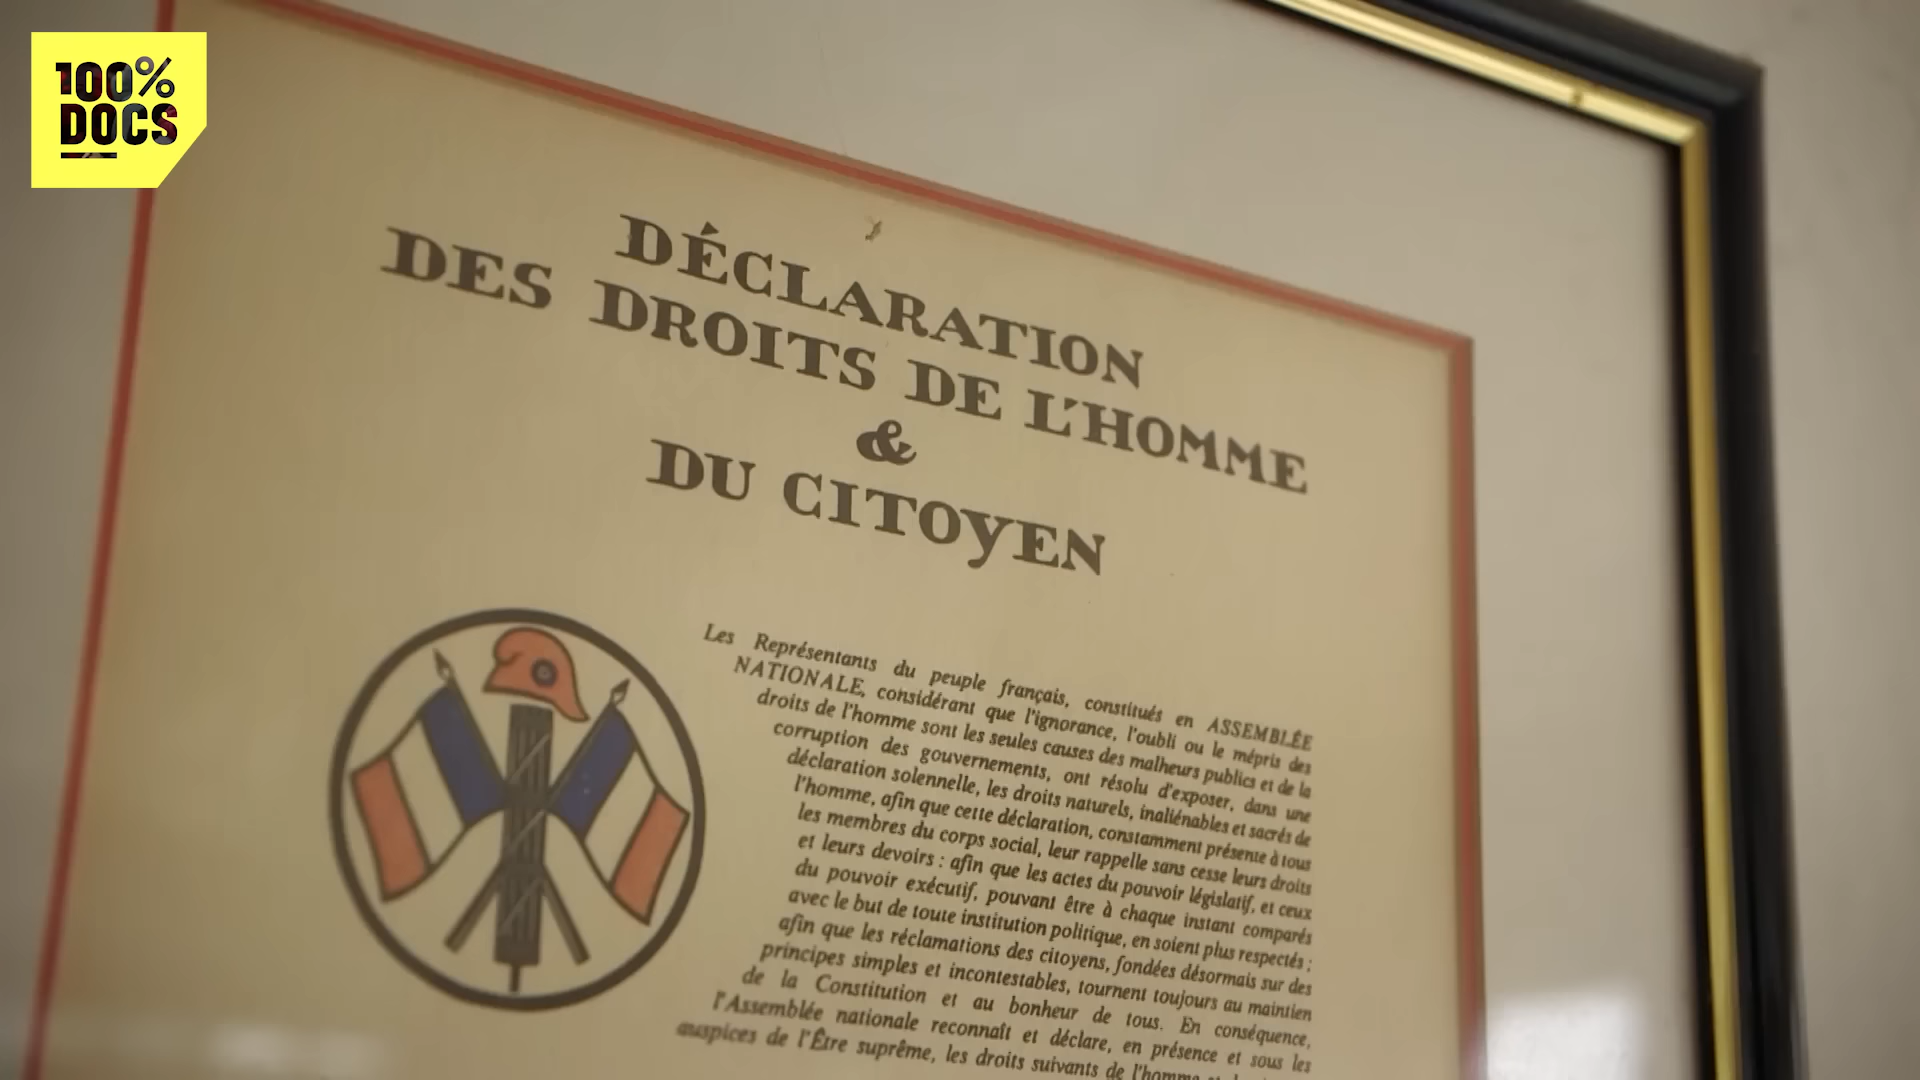 100%
DOCS
DÉCLARATION
DES DROITS DE L'HOMME
&
DU CITOYEN
Les Représentants du peuple français, constitués en ASSEMBLÉE
NATIONALE, considérant que l'ignorance, l'oubli ou le mépris des
droits de l'homme sont les seules causes des malheurs publics et de la
corruption des gouvernements, ont résolu d'exposer, dans une
déclaration solennelle, les droits naturels, inaliénables et sacrés de
l'homme, afin que cette déclaration, constamment présente à tous
les membres du corps social, leur rappelle sans cesse leurs droits
et leurs devoirs : afin que les actes du pouvoir législatif, et ceux
du pouvoir exécutif, pouvant être à chaque instant comparés
avec le but de toute institution politique, en soient plus respectés ;
afin que les réclamations des citoyens, fondées désormais sur des
principes simples et incontestables, tournent toujours au maintien
de la Constitution et au bonheur de tous. En conséquence,
l'Assemblée nationale reconnaît et déclare, en présence et sous les
auspices de l'Être suprême, les droits suivants de l'homme